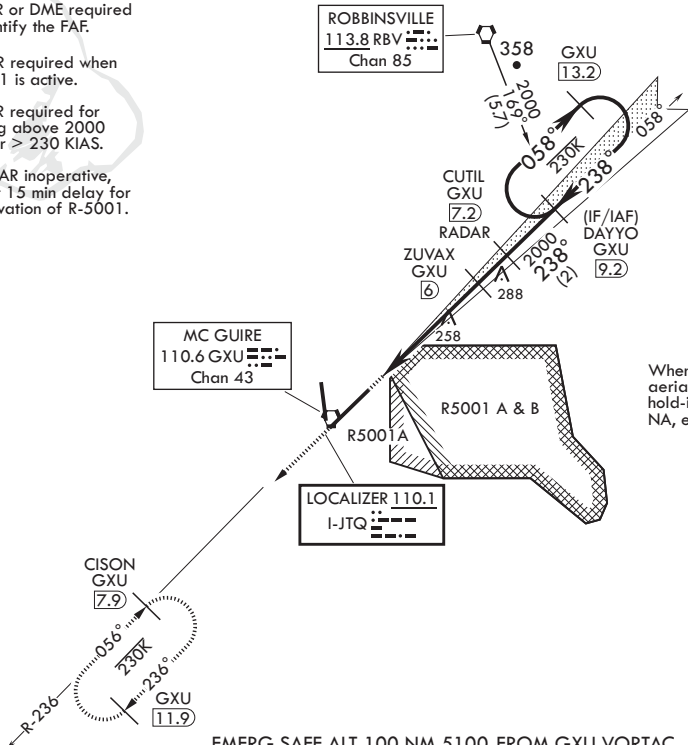 R or DME required
ntify the FAF.
R required when
1 is active.
R required for
g above 2000
r > 230 KIAS.
AR inoperative,
15 min delay for
vation of R-5001.
ROBBINSVILLE
113.8 RBV
Chan 85
358
2000
169°
(5.7)
GXU
13.2
058°
230K
238°
058°
CUTIL
GXU
7.2
RADAR
(IF/IAF)
DAYYO
GXU
9.2
2000
238°
(2)
ZUVAX
GXU
6
288
258
MC GUIRE
110.6 GXU
Chan 43
R5001 A & B
R5001A
When
aeria
hold-i
NA, e
LOCALIZER 110.1
I-JTQ
CISON
GXU
7.9
056°
230K
236°
GXU
11.9
R-236
EMERG SAFE ALT 100 NM 5100 FROM GXU VORTAC